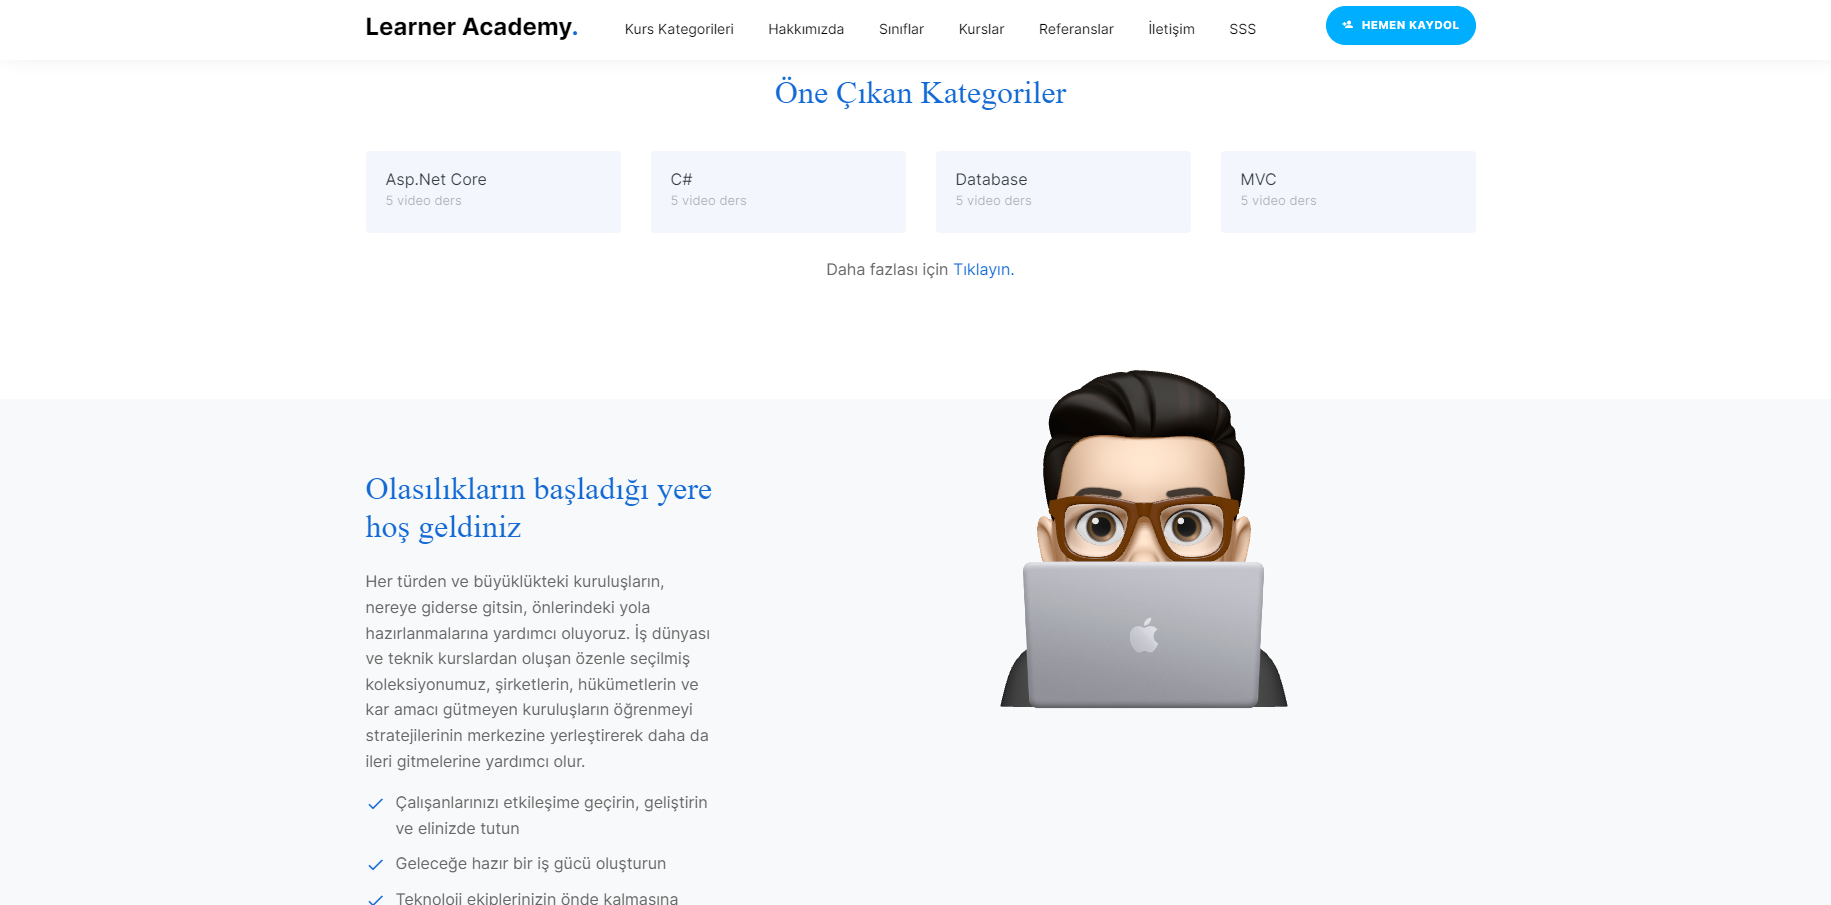 Learner Academy.
Kurs Kategorileri
Hakkımızda
Sınıflar
Kurslar
Referanslar
İletişim
SSS
HEMEN KAYDOL
Öne Çıkan Kategoriler
Asp.Net Core
5 video ders
C#
5 video ders
Database
5 video ders
MVC
5 video ders
Daha fazlası için Tıklayın.
Olasılıkların başladığı yere
hoş geldiniz
Her türden ve büyüklükteki kuruluşların,
nereye giderse gitsin, önlerindeki yola
hazırlanmalarına yardımcı oluyoruz. İş dünyası
ve teknik kurslardan oluşan özenle seçilmiş
koleksiyonumuz, şirketlerin, hükümetlerin ve
kar amacı gütmeyen kuruluşların öğrenmeyi
stratejilerinin merkezine yerleştirerek daha da
ileri gitmelerine yardımcı olur.
Çalışanlarınızı etkileşime geçirin, geliştirin
ve elinizde tutun
Geleceğe hazır bir iş gücü oluşturun
Teknoloji ekiplerinizin önde kalmasına